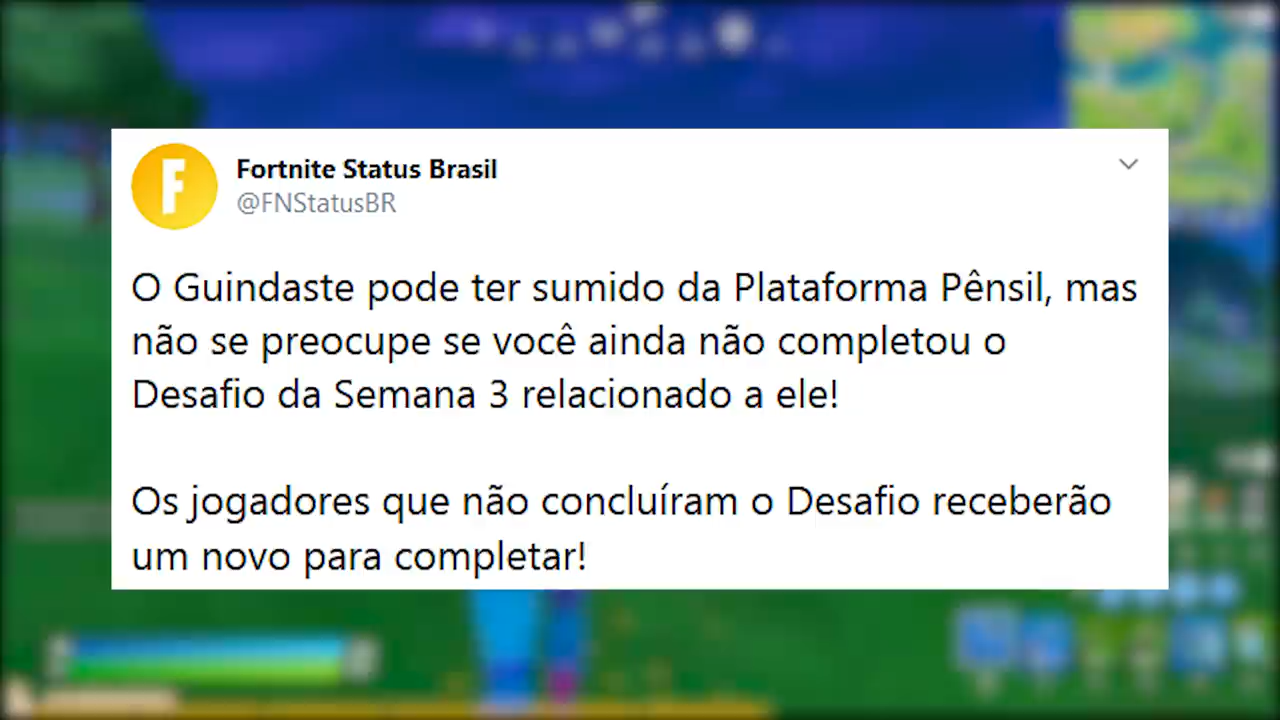 Fortnite Status Brasil
@FNStatusBR
O Guindaste pode ter sumido da Plataforma Pênsil, mas
não se preocupe se você ainda não completou o
Desafio da Semana 3 relacionado a ele!
Os jogadores que não concluíram o Desafio receberão
um novo para completar!